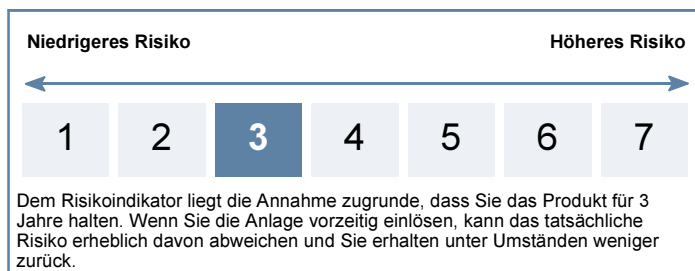 Niedrigeres Risiko Höheres Risiko
1 2 3 4 5 6 7
Dem Risikoindikator liegt die Annahme zugrunde, dass Sie das Produkt für 3
Jahre halten. Wenn Sie die Anlage vorzeitig einlösen, kann das tatsächliche
Risiko erheblich davon abweichen und Sie erhalten unter Umständen weniger
zurück.